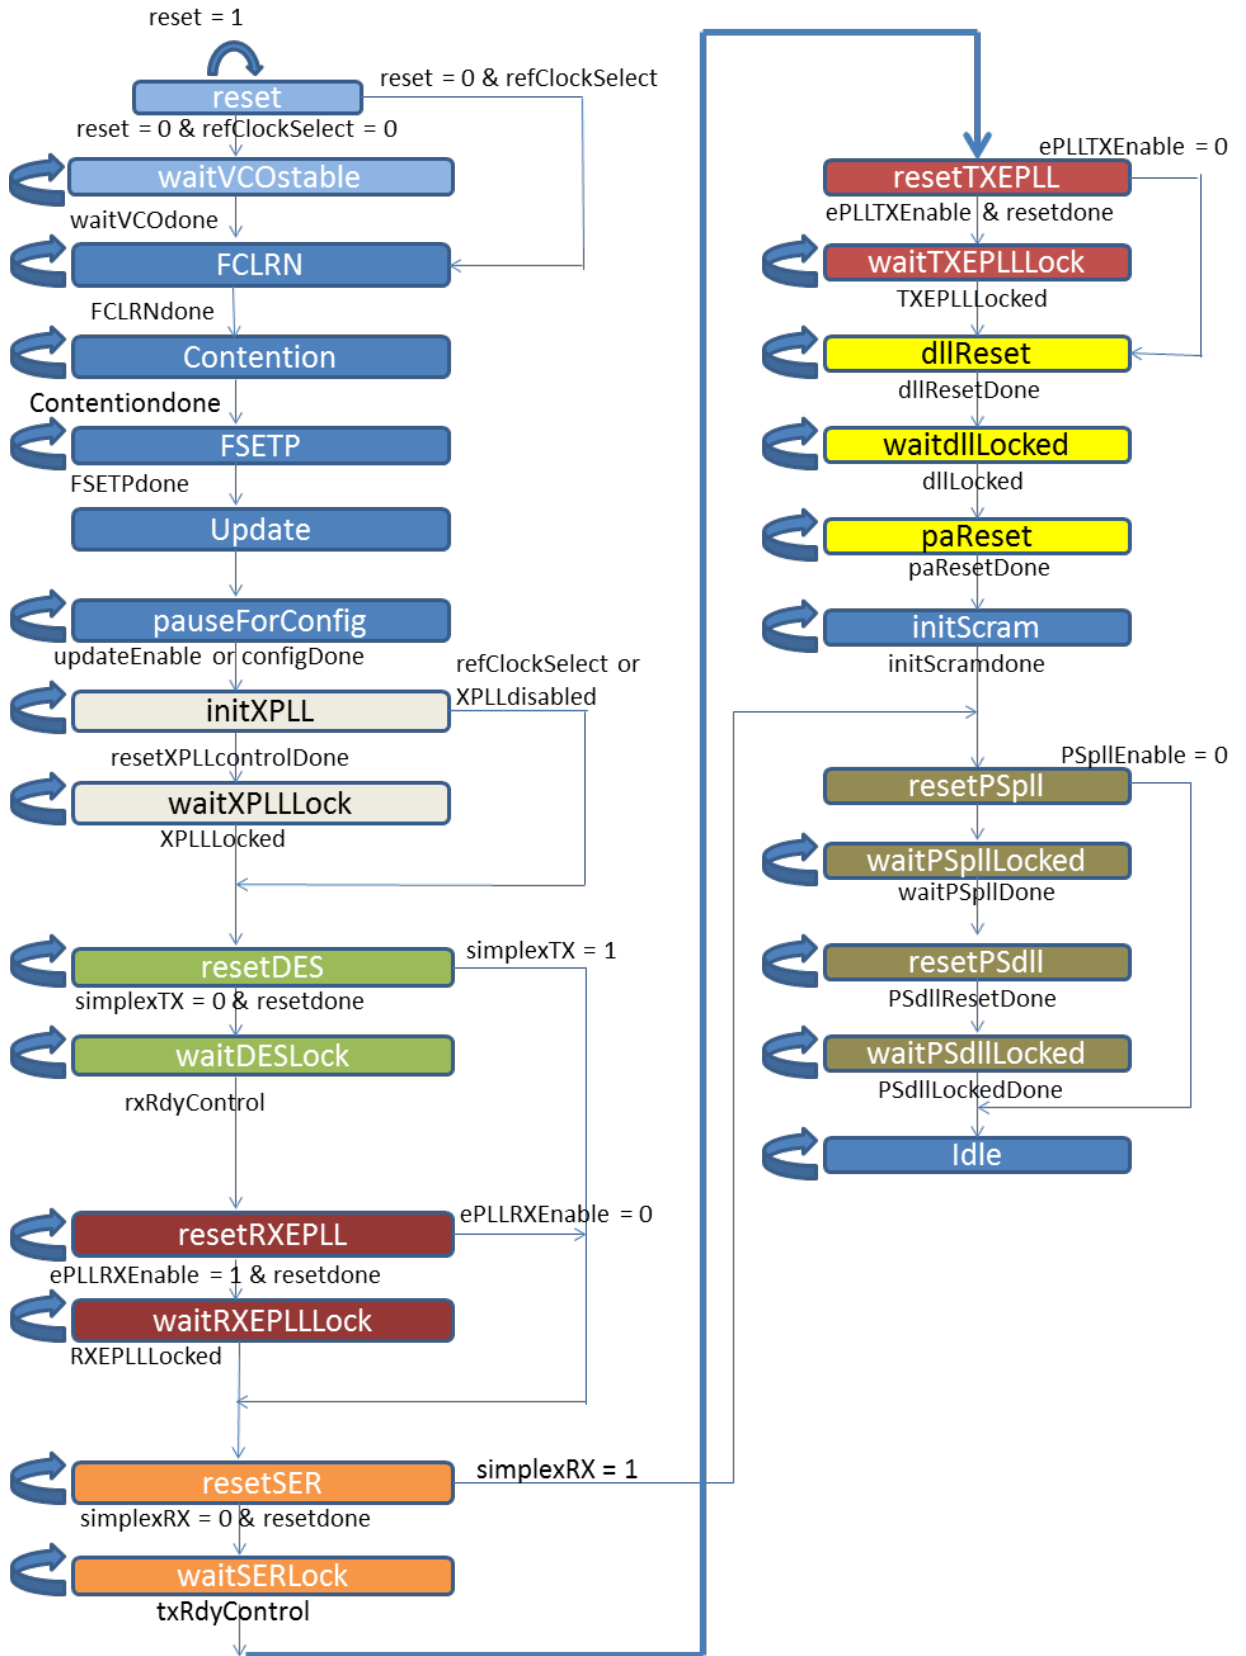 reset = 1
reset
reset = 0 & refClockSelect
reset = 0 & refClockSelect = 0
waitVCOstable
waitVCOdone
FCLRN
FCLRNdone
Contention
Contentiondone
FSETP
FSETPdone
Update
pauseForConfig
updateEnable or configDone
refClockSelect or
XPLLdisabled
initXPLL
resetXPLLcontrolDone
waitXPLLLock
XPLLLocked
resetDES
simplexTX = 1
simplexTX = 0 & resetdone
waitDESLock
rxRdyControl
resetRXEPLL
ePLLRXEnable = 0
ePLLRXEnable = 1 & resetdone
waitRXEPLLLock
RXEPLLLocked
resetSER
simplexRX = 1
simplexRX = 0 & resetdone
waitSERLock
txRdyControl
ePLLTXEnable = 0
resetTXEPLL
ePLLTXEnable & resetdone
waitTXEPLLLock
TXEPLLLocked
dllReset
dllResetDone
waitdllLocked
dllLocked
paReset
paResetDone
initScram
initScramdone
PSpllEnable = 0
resetPSpll
waitPSpllLocked
waitPSpllDone
resetPSdll
PSdllResetDone
waitPSdllLocked
PSdllLockedDone
Idle